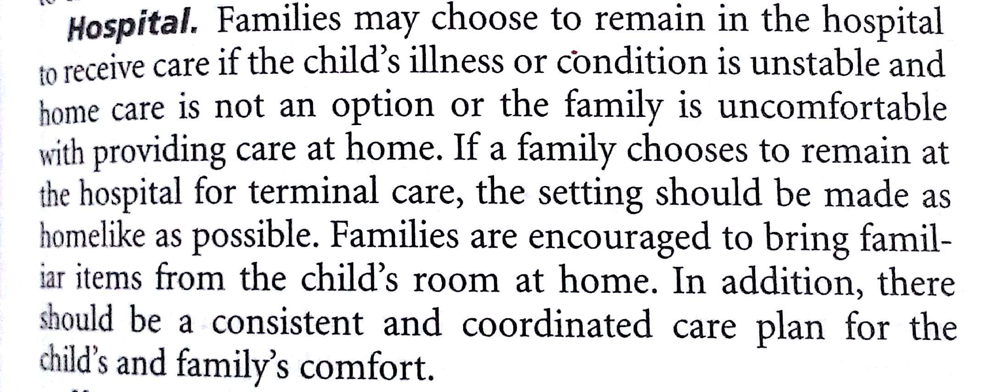 Hospital. Families may choose to remain in the hospital
to receive care if the child's illness or condition is unstable and
home care is not an option or the family is uncomfortable
with providing care at home. If a family chooses to remain at
the hospital for terminal care, the setting should be made as
homelike as possible. Families are encouraged to bring famil-
iar items from the child's room at home. In addition, there
should be a consistent and coordinated care plan for the
child's and family's comfort.